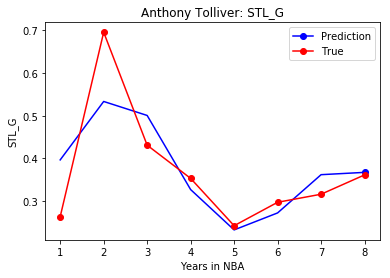 Anthony Tolliver: STL_G
Prediction
True
0.7
0.6
0.5
0.4
0.3
STL_G
1 2 3 4 5 6 7 8
Years in NBA